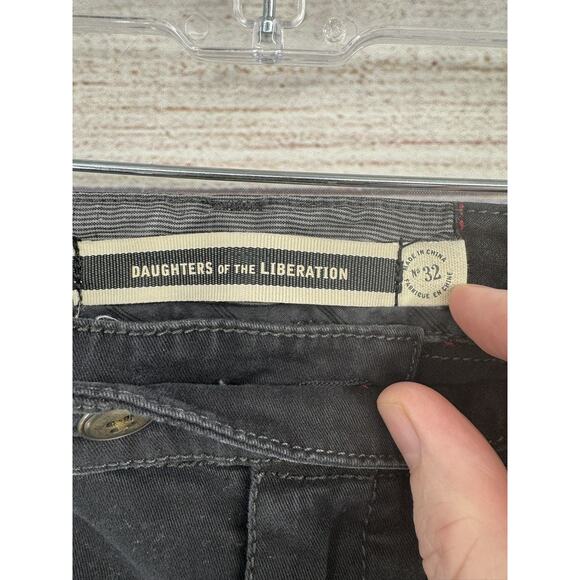 DAUGHTERS OF THE LIBERATION
MADE IN CHINA
No 32
FABRIQUE EN CHINE